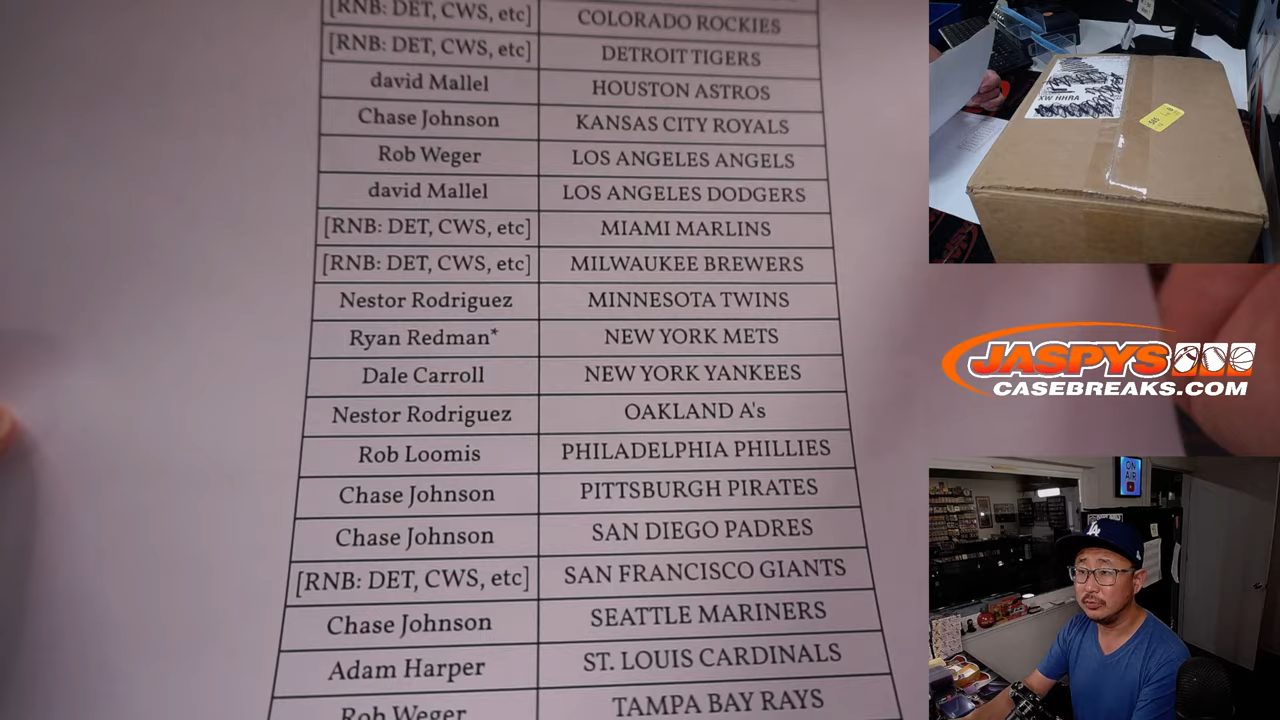 [RNB: DET, CWS, etc] COLORADO ROCKIES
[RNB: DET, CWS, etc] DETROIT TIGERS
david Mallel HOUSTON ASTROS
Chase Johnson KANSAS CITY ROYALS
Rob Weger LOS ANGELES ANGELS
david Mallel LOS ANGELES DODGERS
[RNB: DET, CWS, etc] MIAMI MARLINS
[RNB: DET, CWS, etc] MILWAUKEE BREWERS
Nestor Rodriguez MINNESOTA TWINS
Ryan Redman* NEW YORK METS
Dale Carroll NEW YORK YANKEES
Nestor Rodriguez OAKLAND A's
Rob Loomis PHILADELPHIA PHILLIES
Chase Johnson PITTSBURGH PIRATES
Chase Johnson SAN DIEGO PADRES
[RNB: DET, CWS, etc] SAN FRANCISCO GIANTS
Chase Johnson SEATTLE MARINERS
Adam Harper ST. LOUIS CARDINALS
Rob Weger TAMPA BAY RAYS
XW HHRA
JASPYS
CASEBREAKS.COM
ON
AIR
LA